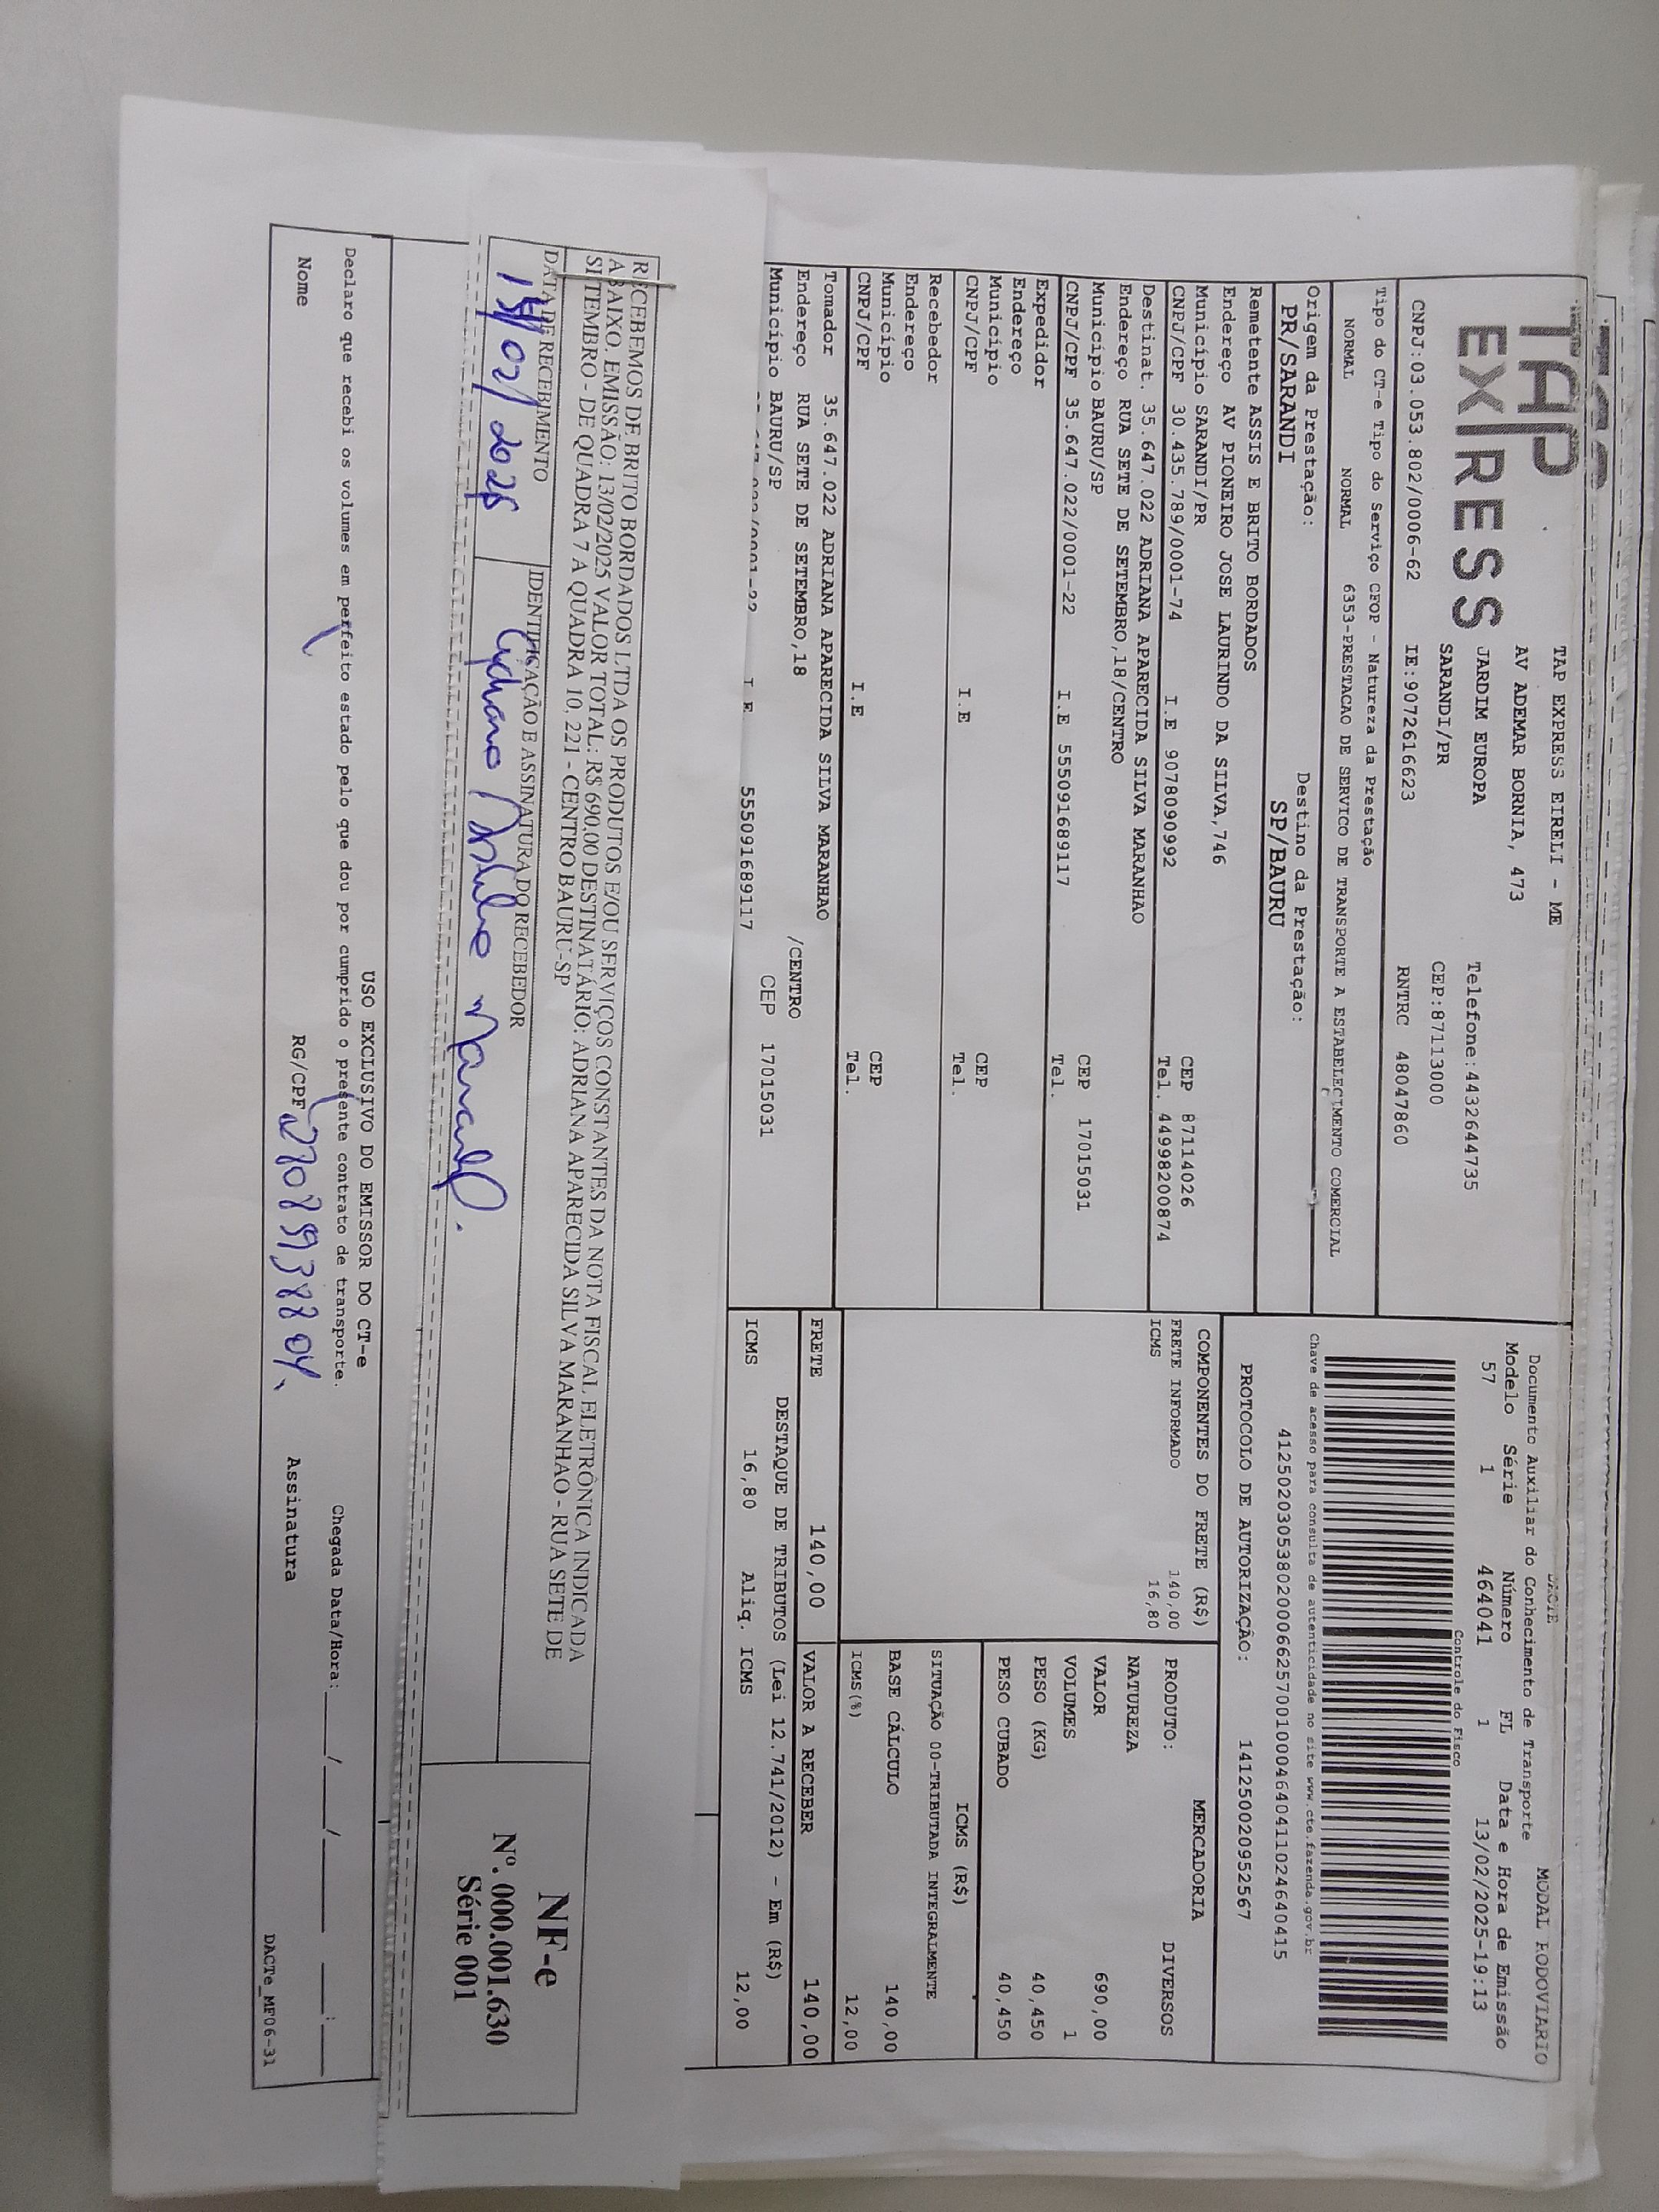 TAP
EXPRESS
TAP EXPRESS EIRELI - ME
AV ADEMAR BORNIA, 473
JARDIM EUROPA
Telefone:4432644735
SARANDI/PR
CEP:87113000
CNPJ:03.053.802/0006-62 IE:9072616623 RNTRC 48047860
DACTE
MODAL RODOVIARIO
Documento Auxiliar do Conhecimento de Transporte
Modelo Série Número FL Data e Hora de Emissão
57 1 464041 1 13/02/2025-19:13
Controle do Fisco
Chave de acesso para consulta de autenticidade no site www.cte.fazenda.gov.br
41250203053802000662570010004640411024640415
PROTOCOLO DE AUTORIZAÇÃO: 141250020952567
Tipo do CT-e Tipo do Serviço CFOP - Natureza da Prestação
NORMAL NORMAL 6353-PRESTACAO DE SERVICO DE TRANSPORTE A ESTABELECIMENTO COMERCIAL
Origem da Prestação: Destino da Prestação:
PR/SARANDI SP/BAURU
Remetente ASSIS E BRITO BORDADOS
Endereço AV PIONEIRO JOSE LAURINDO DA SILVA,746
Município SARANDI/PR CEP 87114026
CNPJ/CPF 30.435.789/0001-74 I.E 9078090992 Tel. 44998200874
Destinat. 35.647.022 ADRIANA APARECIDA SILVA MARANHAO
Endereço RUA SETE DE SETEMBRO,18/CENTRO
Município BAURU/SP CEP 17015031
CNPJ/CPF 35.647.022/0001-22 I.E 5550916889117 Tel.
Expedidor
Endereço
Município CEP
CNPJ/CPF I.E Tel.
Recebedor
Endereço
Município CEP
CNPJ/CPF I.E Tel.
Tomador 35.647.022 ADRIANA APARECIDA SILVA MARANHAO
Endereço RUA SETE DE SETEMBRO,18 /CENTRO
Município BAURU/SP CEP 17015031
I.E 555091689117
COMPONENTES DO FRETE (R$)
FRETE INFORMADO 140,00
ICMS 16,80
MERCADORIA
PRODUTO: DIVERSOS
NATUREZA
VALOR 690,00
VOLUMES 1
PESO (KG) 40,450
PESO CUBADO 40,450
ICMS (R$)
SITUAÇÃO 00-TRIBUTADA INTEGRALMENTE
BASE CÁLCULO 140,00
ICMS(%) 12,00
FRETE 140,00 VALOR A RECEBER 140,00
DESTAQUE DE TRIBUTOS (Lei 12.741/2012) - Em (R$)
ICMS 16,80 Aliq. ICMS 12,00
RECEBEMOS DE BRITO BORDADOS LTDA OS PRODUTOS E/OU SERVIÇOS CONSTANTES DA NOTA FISCAL ELETRÔNICA INDICADA
ABAIXO. EMISSÃO: 13/02/2025 VALOR TOTAL: R$ 690,00 DESTINATÁRIO: ADRIANA APARECIDA SILVA MARANHAO - RUA SETE DE
SETEMBRO - DE QUADRA 7 A QUADRA 10, 221 - CENTRO BAURU-SP
DATA DE RECEBIMENTO IDENTIFICAÇÃO E ASSINATURA DO RECEBEDOR
NF-e
Nº. 000.001.630
Série 001
USO EXCLUSIVO DO EMISSOR DO CT-e
Declaro que recebi os volumes em perfeito estado pelo que dou por cumprido o presente contrato de transporte. Chegada Data/Hora:____/____/______ ___:___
Nome RG/CPF 27089938804 Assinatura
DACTe_MF06-31